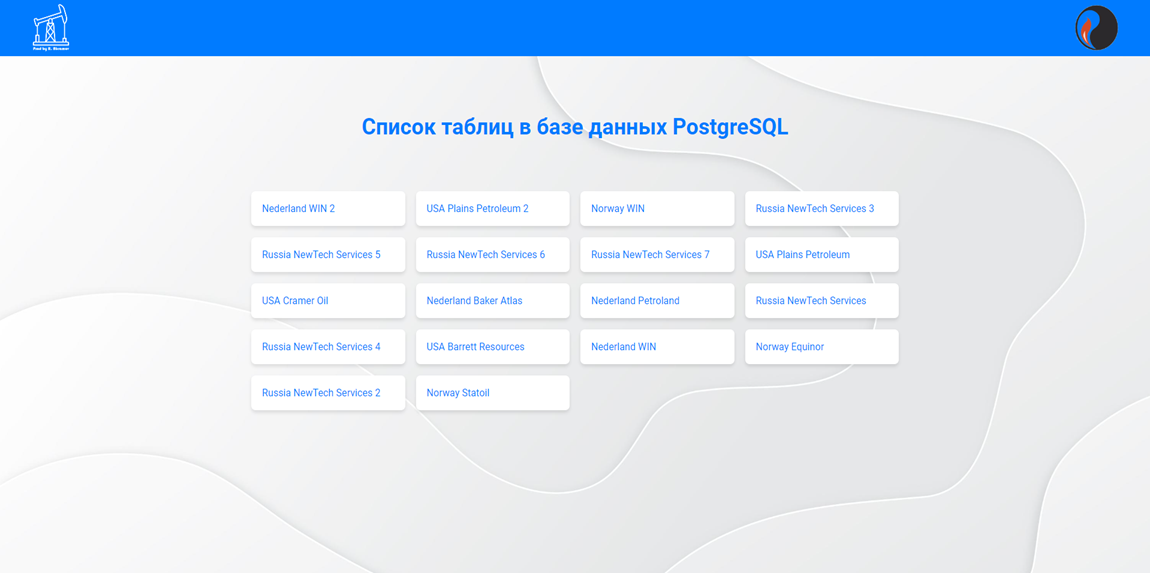 Список таблиц в базе данных PostgreSQL
Nederland WIN 2
USA Plains Petroleum 2
Norway WIN
Russia NewTech Services 3
Russia NewTech Services 5
Russia NewTech Services 6
Russia NewTech Services 7
USA Plains Petroleum
USA Cramer Oil
Nederland Baker Atlas
Nederland Petroland
Russia NewTech Services
Russia NewTech Services 4
USA Barrett Resources
Nederland WIN
Norway Equinor
Russia NewTech Services 2
Norway Statoil